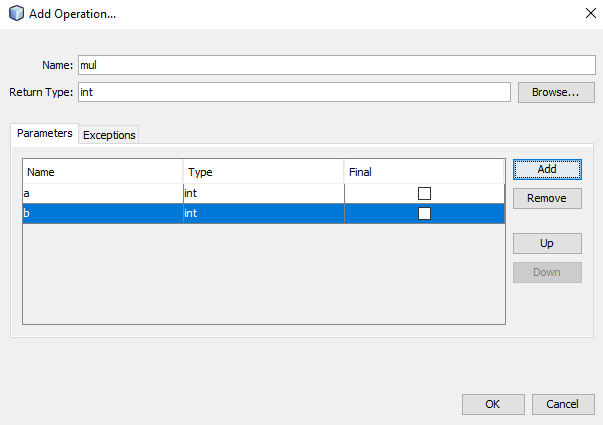 Add Operation...
Name: mul
Return Type: int Browse...
Parameters Exceptions
Name Type Final Add
a int
Remove
b int
Up
Down
OK Cancel